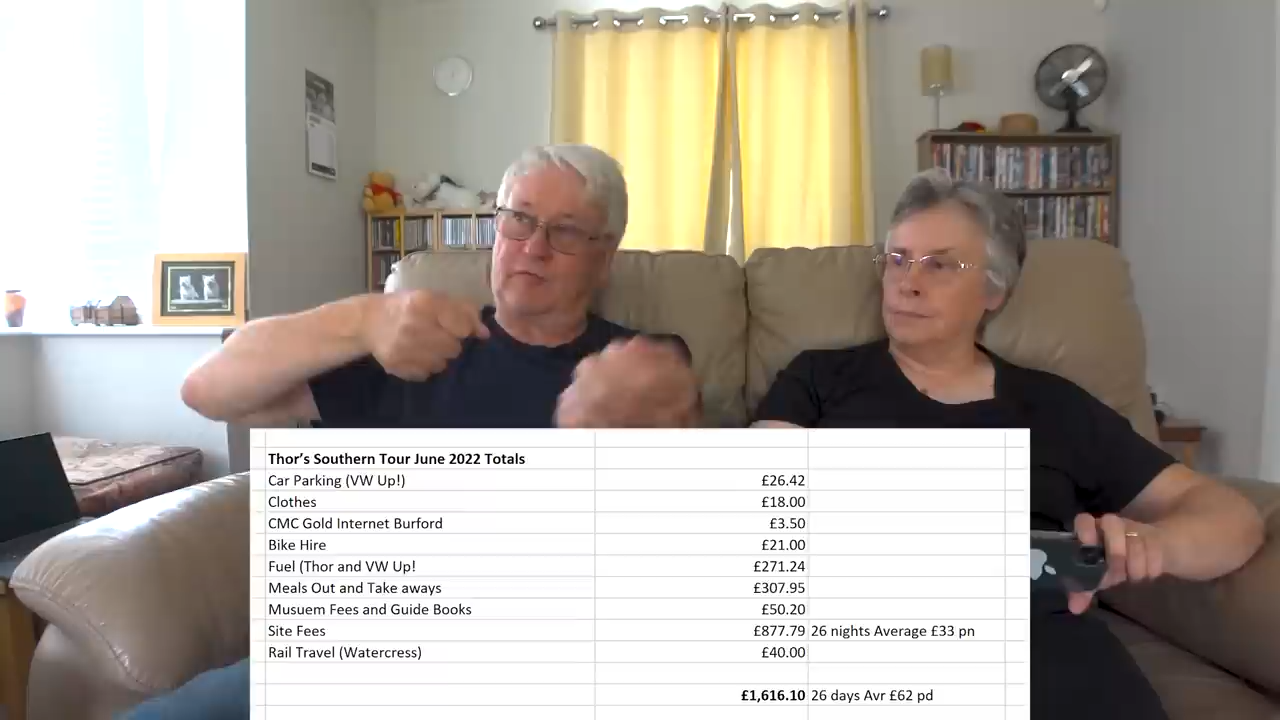 Thor's Southern Tour June 2022 Totals
Car Parking (VW Up!) £26.42
Clothes £18.00
CMC Gold Internet Burford £3.50
Bike Hire £21.00
Fuel (Thor and VW Up! £271.24
Meals Out and Take aways £307.95
Musuem Fees and Guide Books £50.20
Site Fees £877.79 26 nights Average £33 pn
Rail Travel (Watercress) £40.00
£1,616.10 26 days Avr £62 pd